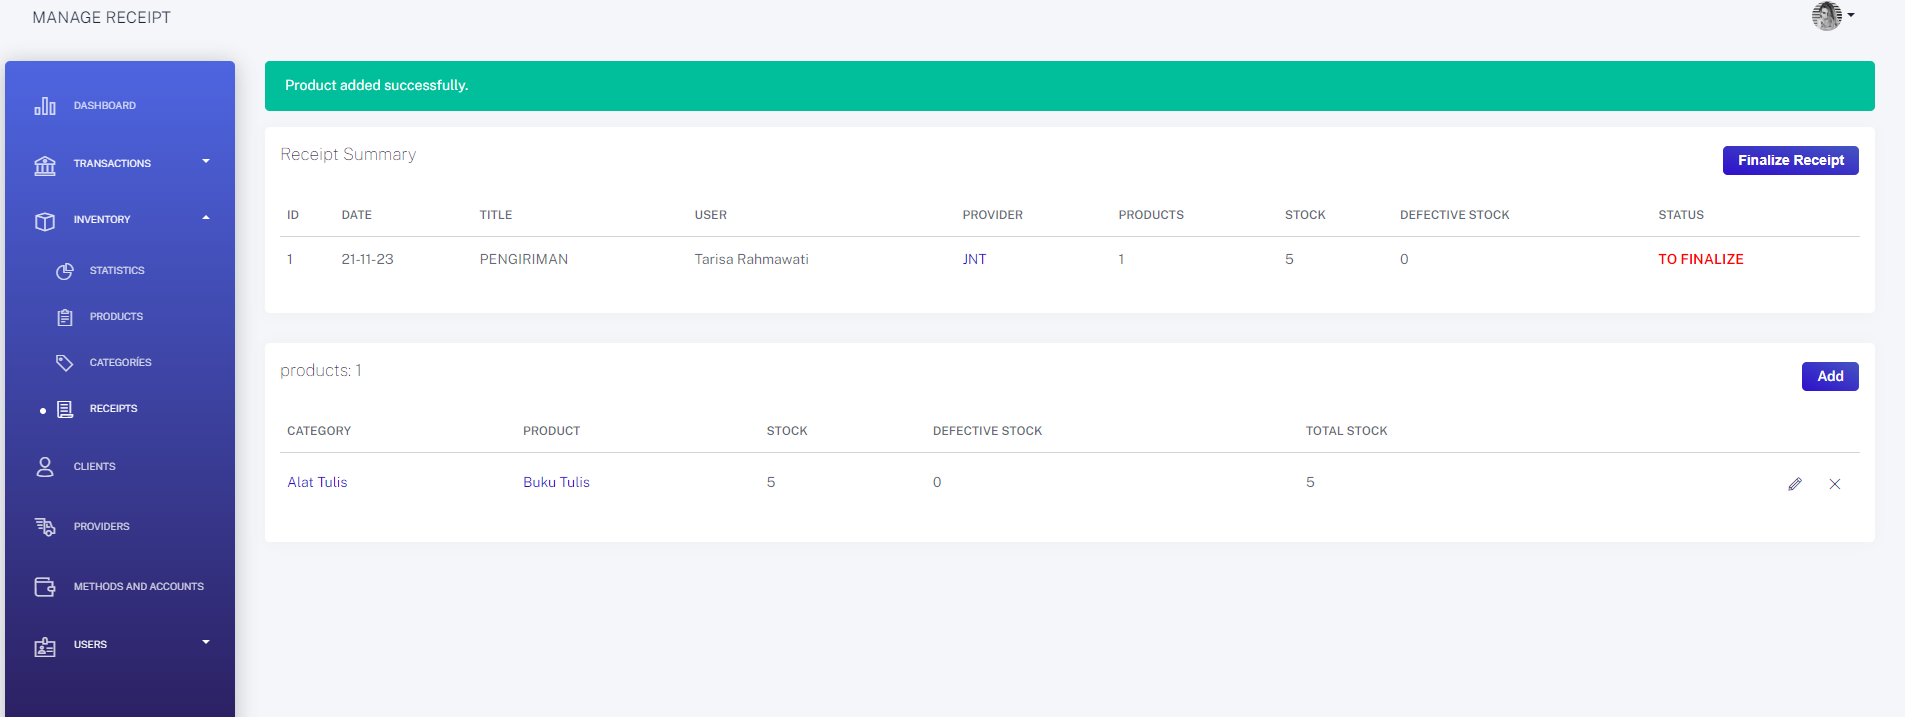 MANAGE RECEIPT
DASHBOARD
TRANSACTIONS
INVENTORY
STATISTICS
PRODUCTS
CATEGORÍES
RECEIPTS
CLIENTS
PROVIDERS
METHODS AND ACCOUNTS
USERS
Product added successfully.
Receipt Summary
Finalize Receipt
ID DATE TITLE USER PROVIDER PRODUCTS STOCK DEFECTIVE STOCK STATUS
1 21-11-23 PENGIRIMAN Tarisa Rahmawati JNT 1 5 0 TO FINALIZE
products: 1
Add
CATEGORY PRODUCT STOCK DEFECTIVE STOCK TOTAL STOCK
Alat Tulis Buku Tulis 5 0 5